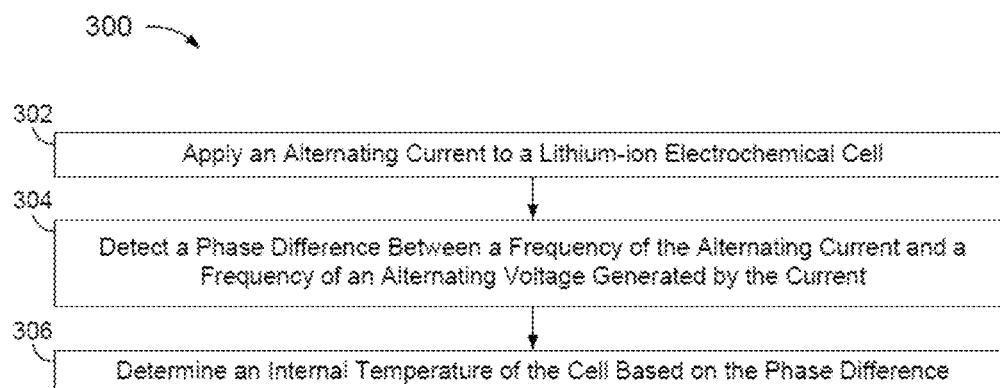 300
302
Apply an Alternating Current to a Lithium-ion Electrochemical Cell
304
Detect a Phase Difference Between a Frequency of the Alternating Current and a
Frequency of an Alternating Voltage Generated by the Current
306
Determine an Internal Temperature of the Cell Based on the Phase Difference